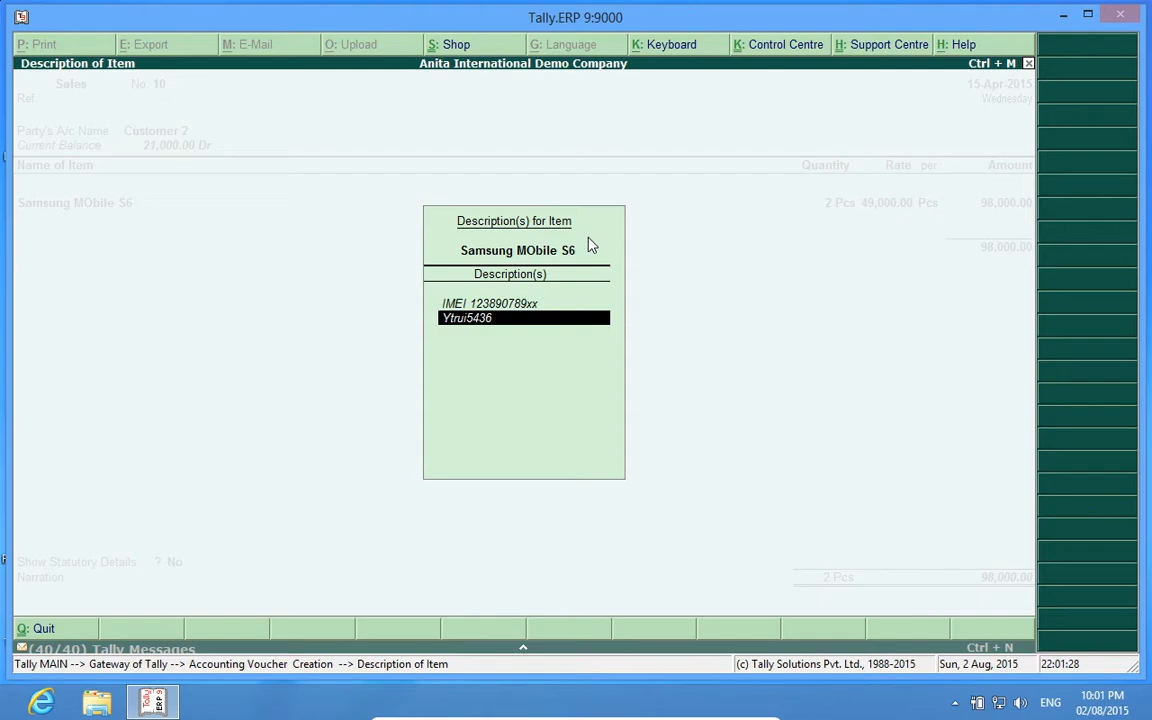 Tally.ERP 9:9000
P: Print E: Export M: E-Mail O: Upload S: Shop G: Language K: Keyboard K: Control Centre H: Support Centre H: Help
Description of Item Anita International Demo Company Ctrl + M
Sales No. 10 15-Apr-2015
Ref. Wednesday
Party's A/c Name Customer 2
Current Balance 21,000.00 Dr
Name of Item Quantity Rate per Amount
Samsung MObile S6 2 Pcs 49,000.00 Pcs 98,000.00
98,000.00
Description(s) for Item
Samsung MObile S6
Description(s)
IMEI 123890789xx
Ytrui5436
Show Statutory Details ? No
Narration 2 Pcs 98,000.00
Q: Quit
(40/40) Tally Messages Ctrl + N
Tally MAIN --> Gateway of Tally --> Accounting Voucher Creation --> Description of Item (c) Tally Solutions Pvt. Ltd., 1988-2015 Sun, 2 Aug, 2015 22:01:28
Tally ERP 9
ENG 10:01 PM
02/08/2015